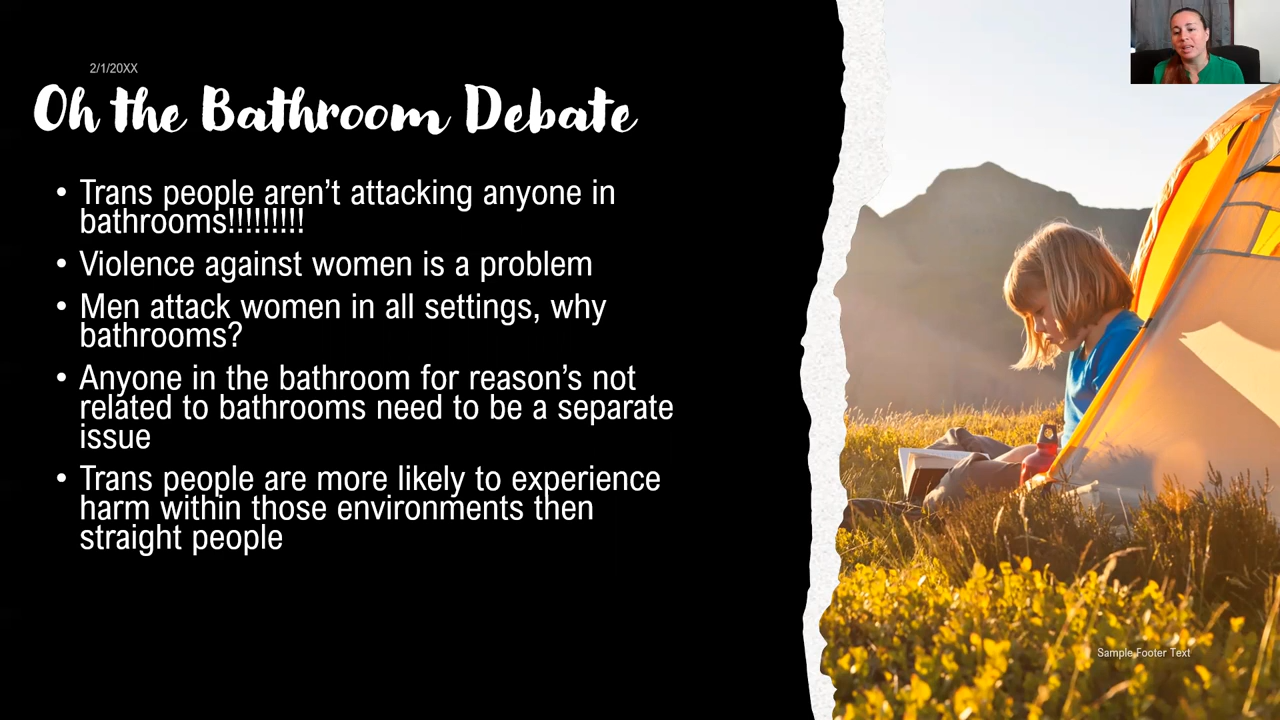 2/1/20XX
Oh the Bathroom Debate
• Trans people aren’t attacking anyone in
bathrooms!!!!!!!!!
• Violence against women is a problem
• Men attack women in all settings, why
bathrooms?
• Anyone in the bathroom for reason’s not
related to bathrooms need to be a separate
issue
• Trans people are more likely to experience
harm within those environments then
straight people
Sample Footer Text